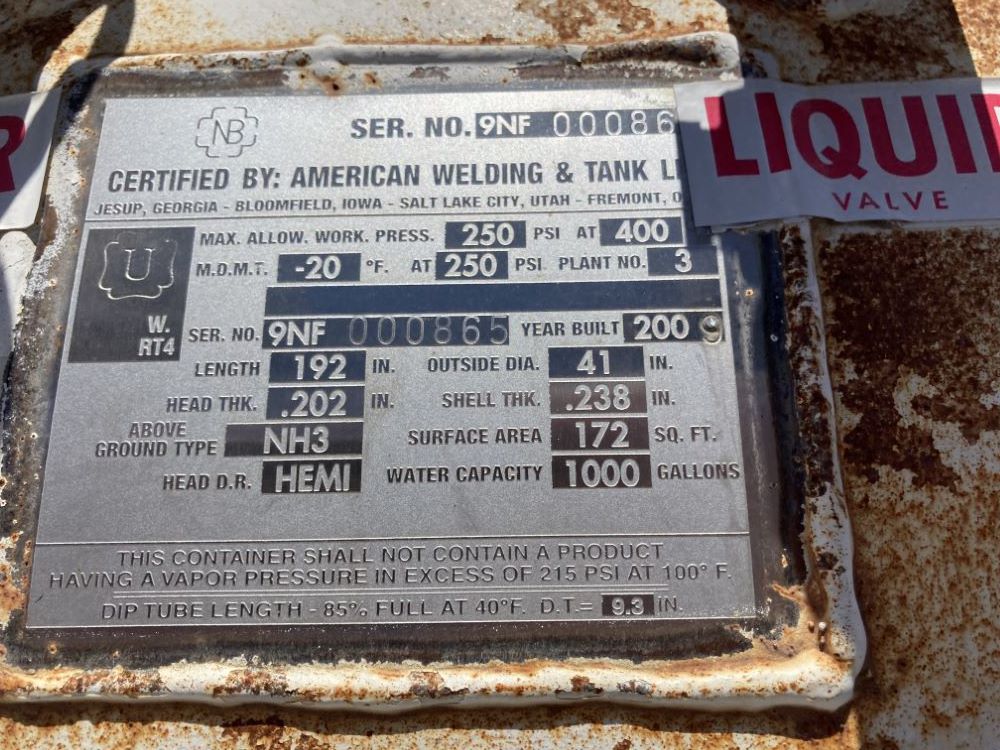 NB
SER. NO. 9NF 00086
CERTIFIED BY: AMERICAN WELDING & TANK
JESUP, GEORGIA - BLOOMFIELD, IOWA - SALT LAKE CITY, UTAH - FREMONT,
R
LIQUI
VALVE
U
W.
RT4
MAX. ALLOW. WORK. PRESS. 250 PSI AT 400
M.D.M.T. -20 °F. AT 250 PSI. PLANT NO. 3
SER. NO. 9NF 000865 YEAR BUILT 2009
LENGTH 192 IN. OUTSIDE DIA. 41 IN.
HEAD THK. .202 IN. SHELL THK. .238 IN.
ABOVE
GROUND TYPE NH3 SURFACE AREA 172 SQ. FT.
HEAD D.R. HEMI WATER CAPACITY 1000 GALLONS
THIS CONTAINER SHALL NOT CONTAIN A PRODUCT
HAVING A VAPOR PRESSURE IN EXCESS OF 215 PSI AT 100° F.
DIP TUBE LENGTH - 85% FULL AT 40°F. D.T.= 9.3 IN.